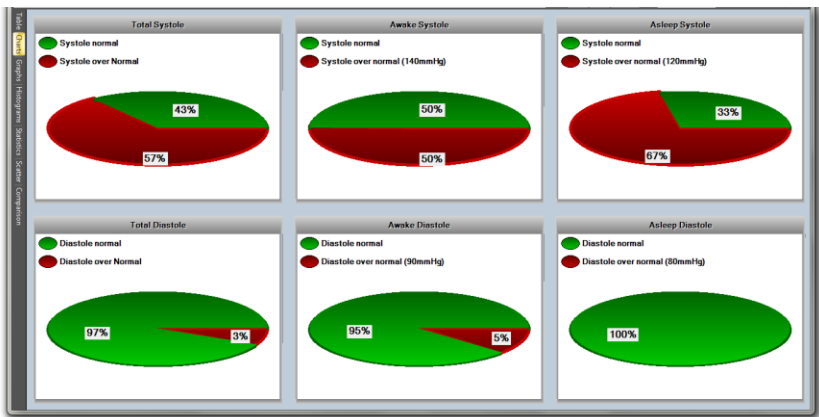 Table
Charts
Graphs
Histograms
Statistics
Scatter
Comparison
Total Systole
Systole normal
Systole over Normal
43%
57%
Awake Systole
Systole normal
Systole over normal (140mmHg)
50%
50%
Asleep Systole
Systole normal
Systole over normal (120mmHg)
33%
67%
Total Diastole
Diastole normal
Diastole over Normal
97%
3%
Awake Diastole
Diastole normal
Diastole over normal (90mmHg)
95%
5%
Asleep Diastole
Diastole normal
Diastole over normal (80mmHg)
100%